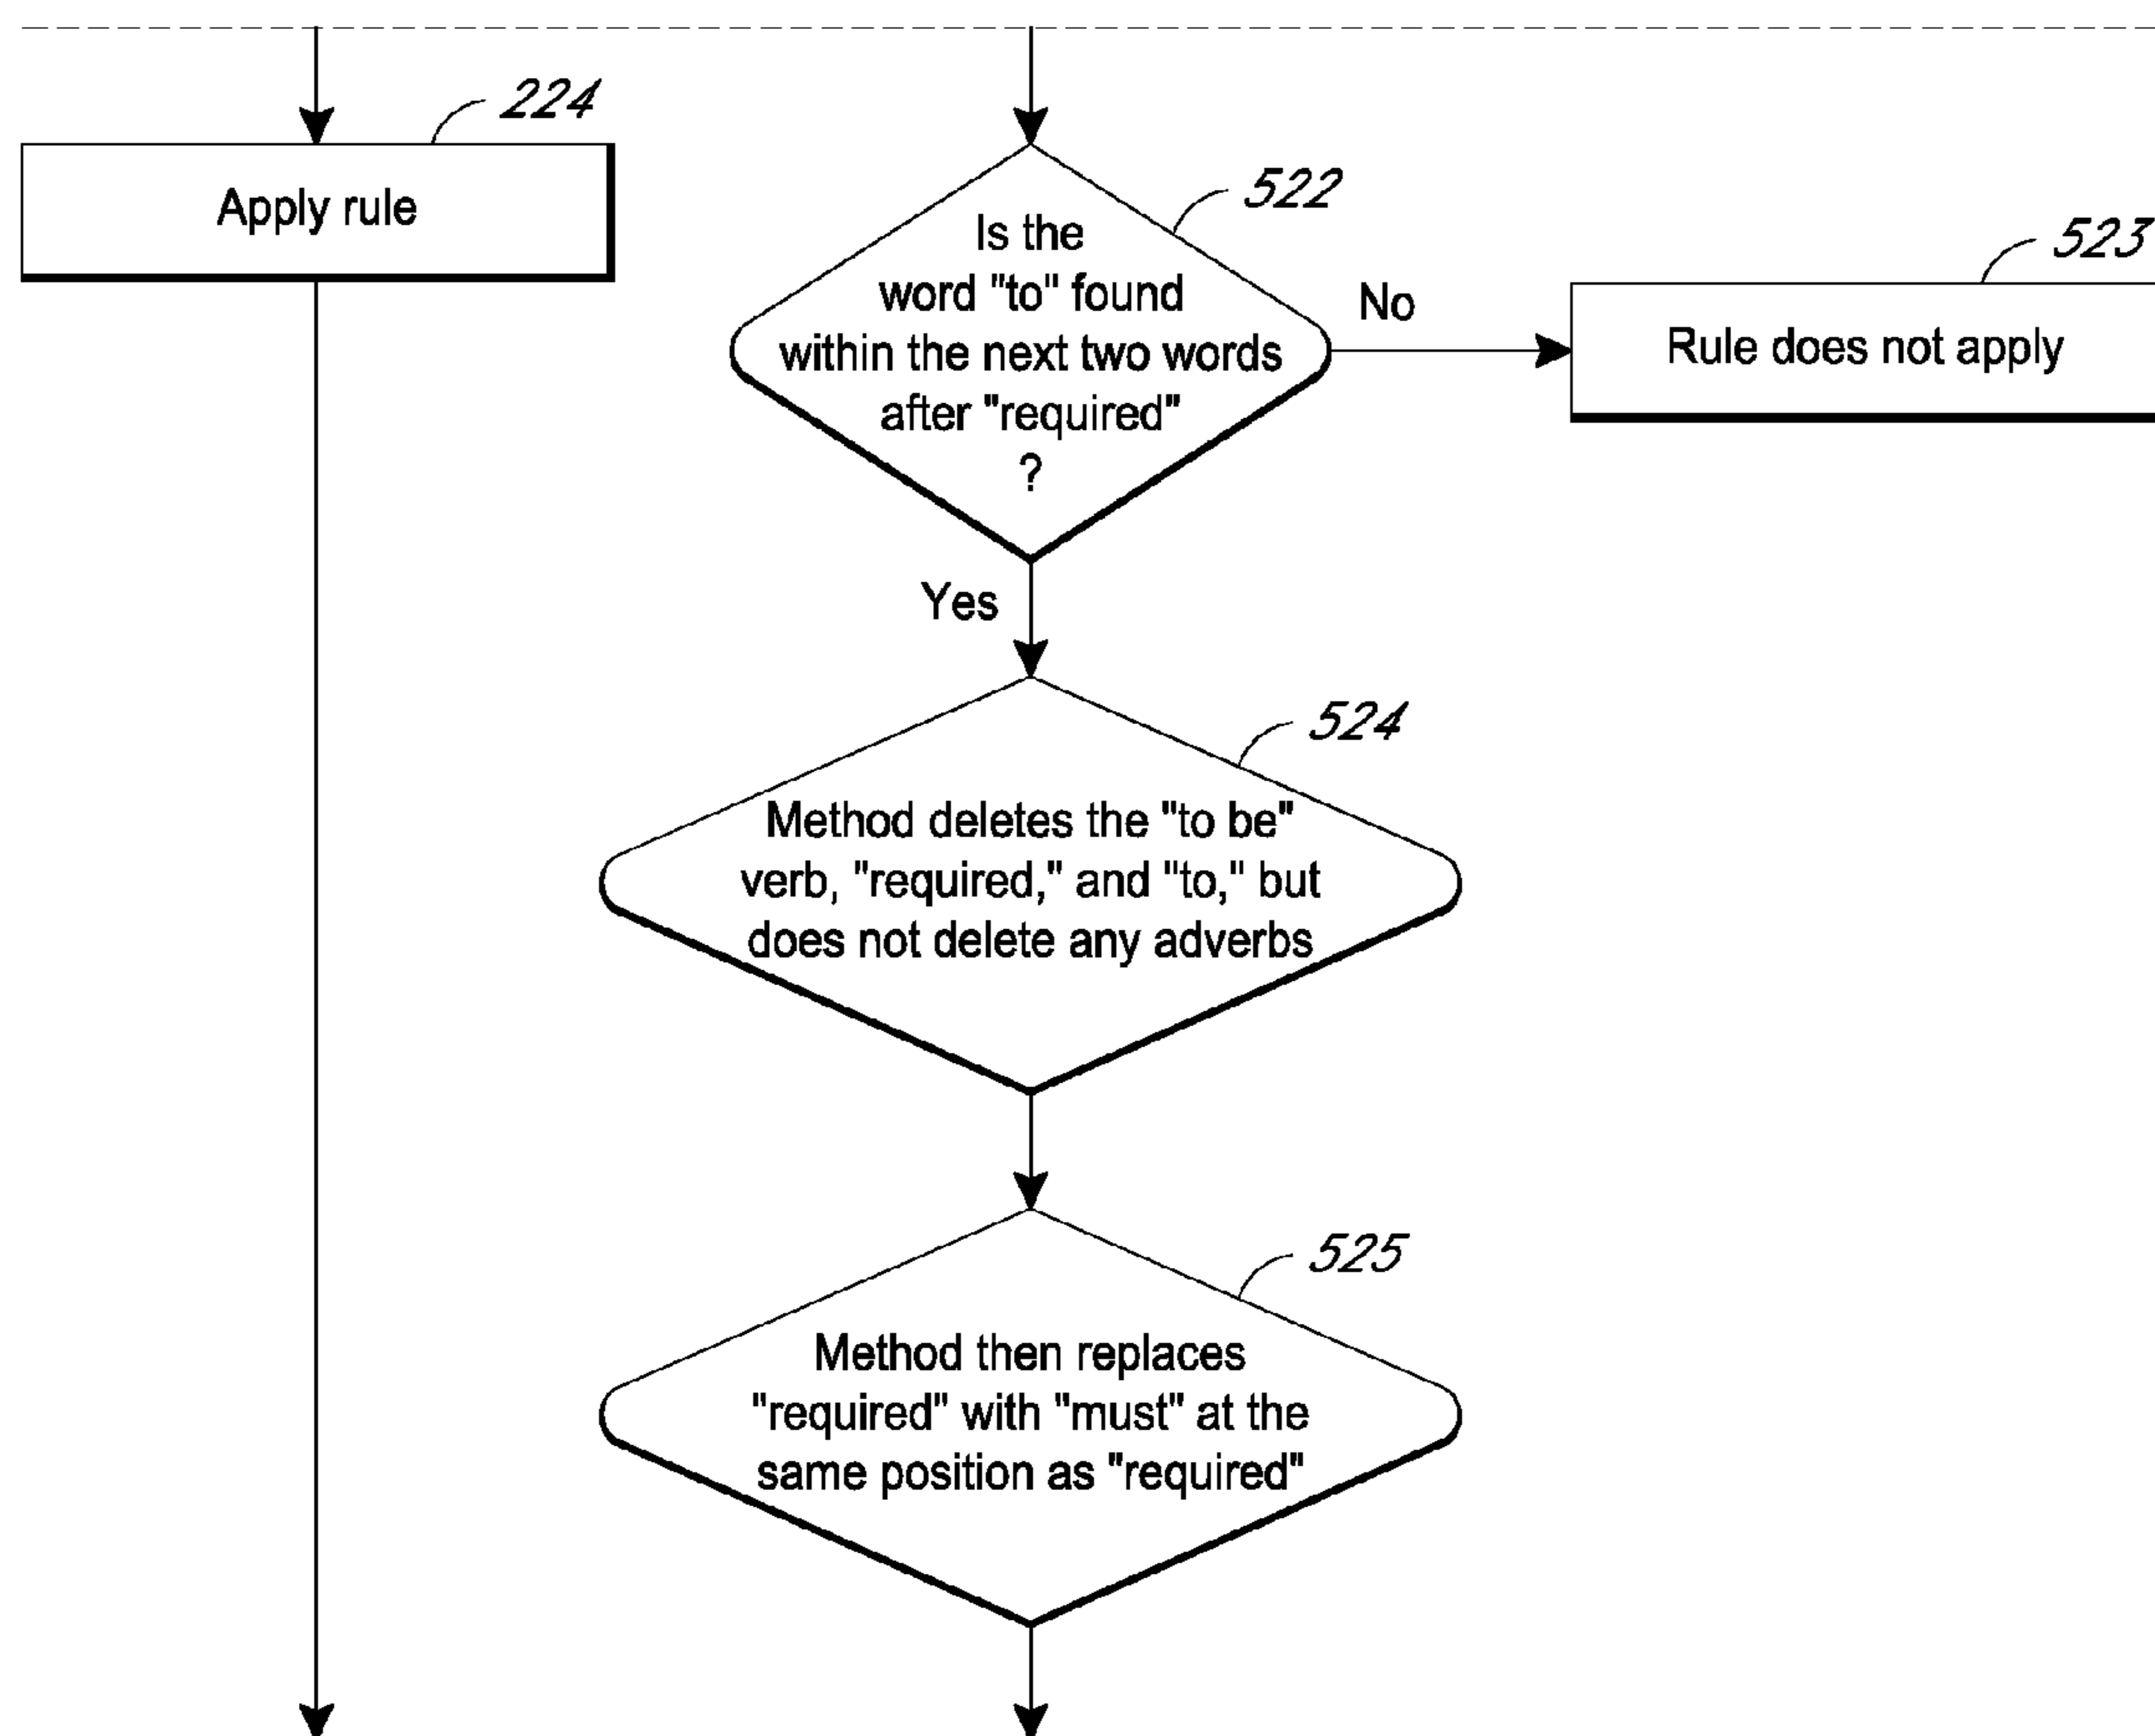 224
Apply rule
522
Is the
word "to" found
within the next two words
after "required"
?
No
523
Rule does not apply
Yes
524
Method deletes the "to be"
verb, "required," and "to," but
does not delete any adverbs
525
Method then replaces
"required" with "must" at the
same position as "required"